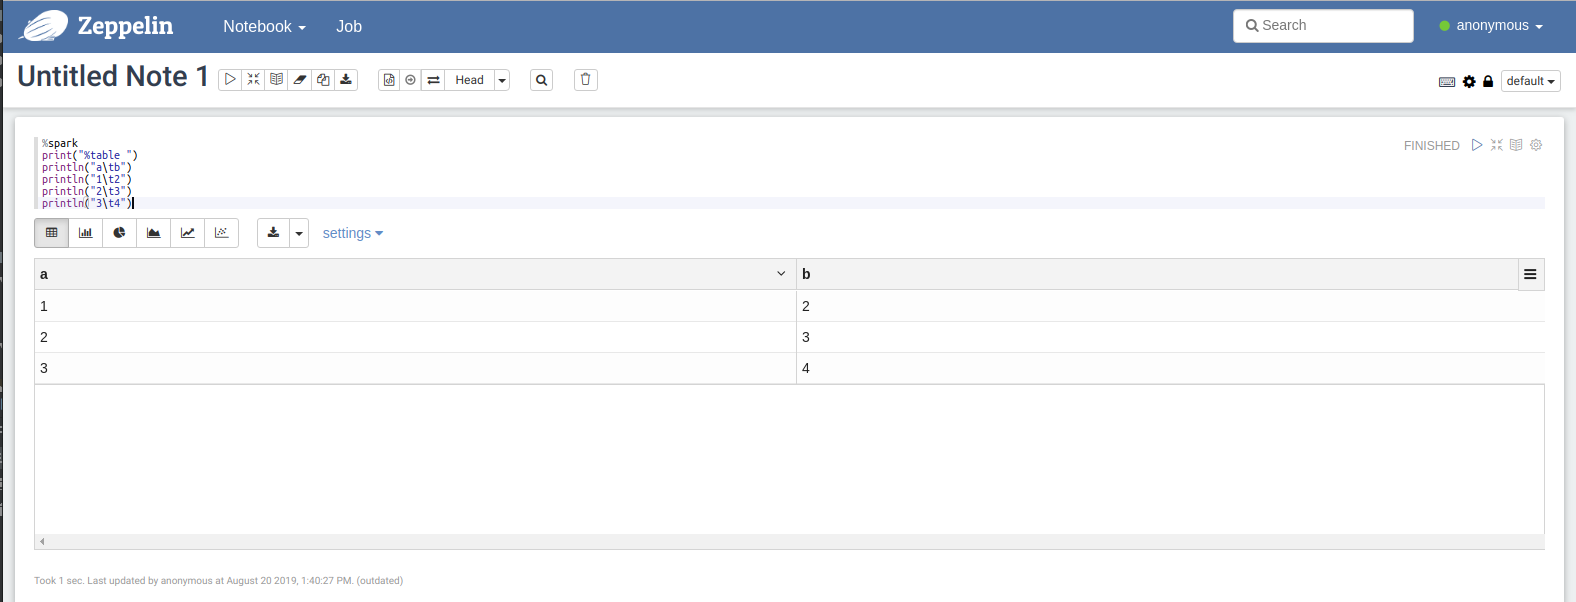 Zeppelin Notebook Job Search anonymous
Untitled Note 1 Head default
%spark
FINISHED
print("%table ")
println("a\tb")
println("1\t2")
println("2\t3")
println("3\t4")
settings
a b
1 2
2 3
3 4
Took 1 sec. Last updated by anonymous at August 20 2019, 1:40:27 PM. (outdated)